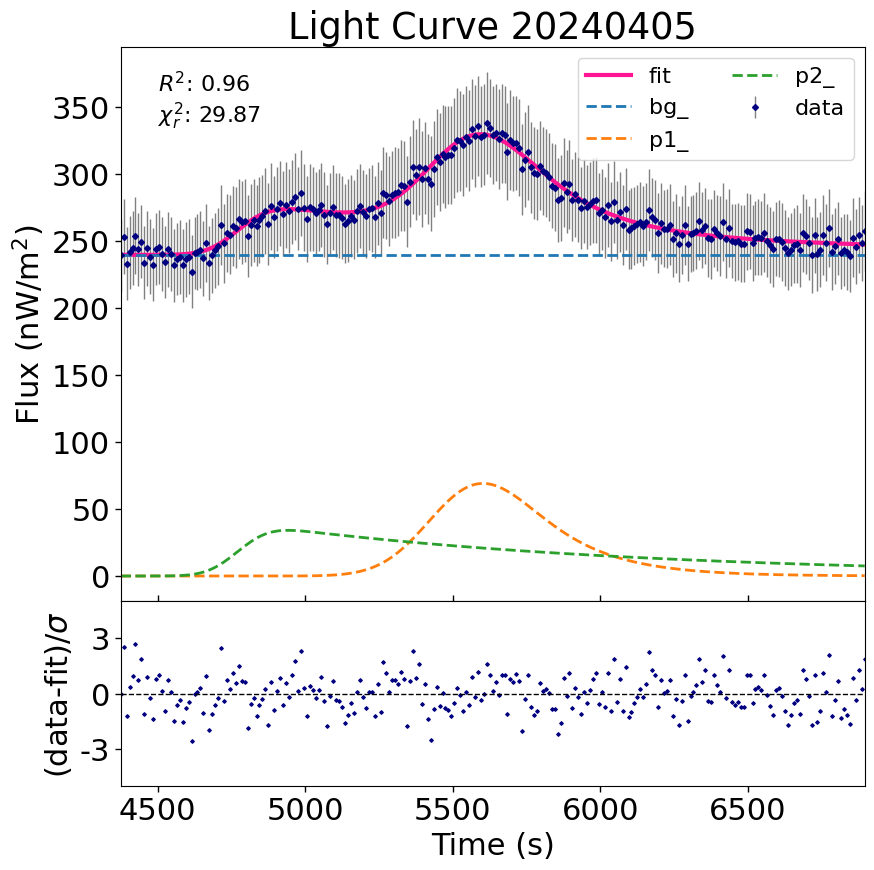 Light Curve 20240405
R²: 0.96
χ²ᵣ: 29.87
fit
bg_
p1_
p2_
data
Flux (nW/m²)
350
300
250
200
150
100
50
0
(data-fit)/σ
3
0
-3
4500 5000 5500 6000 6500
Time (s)